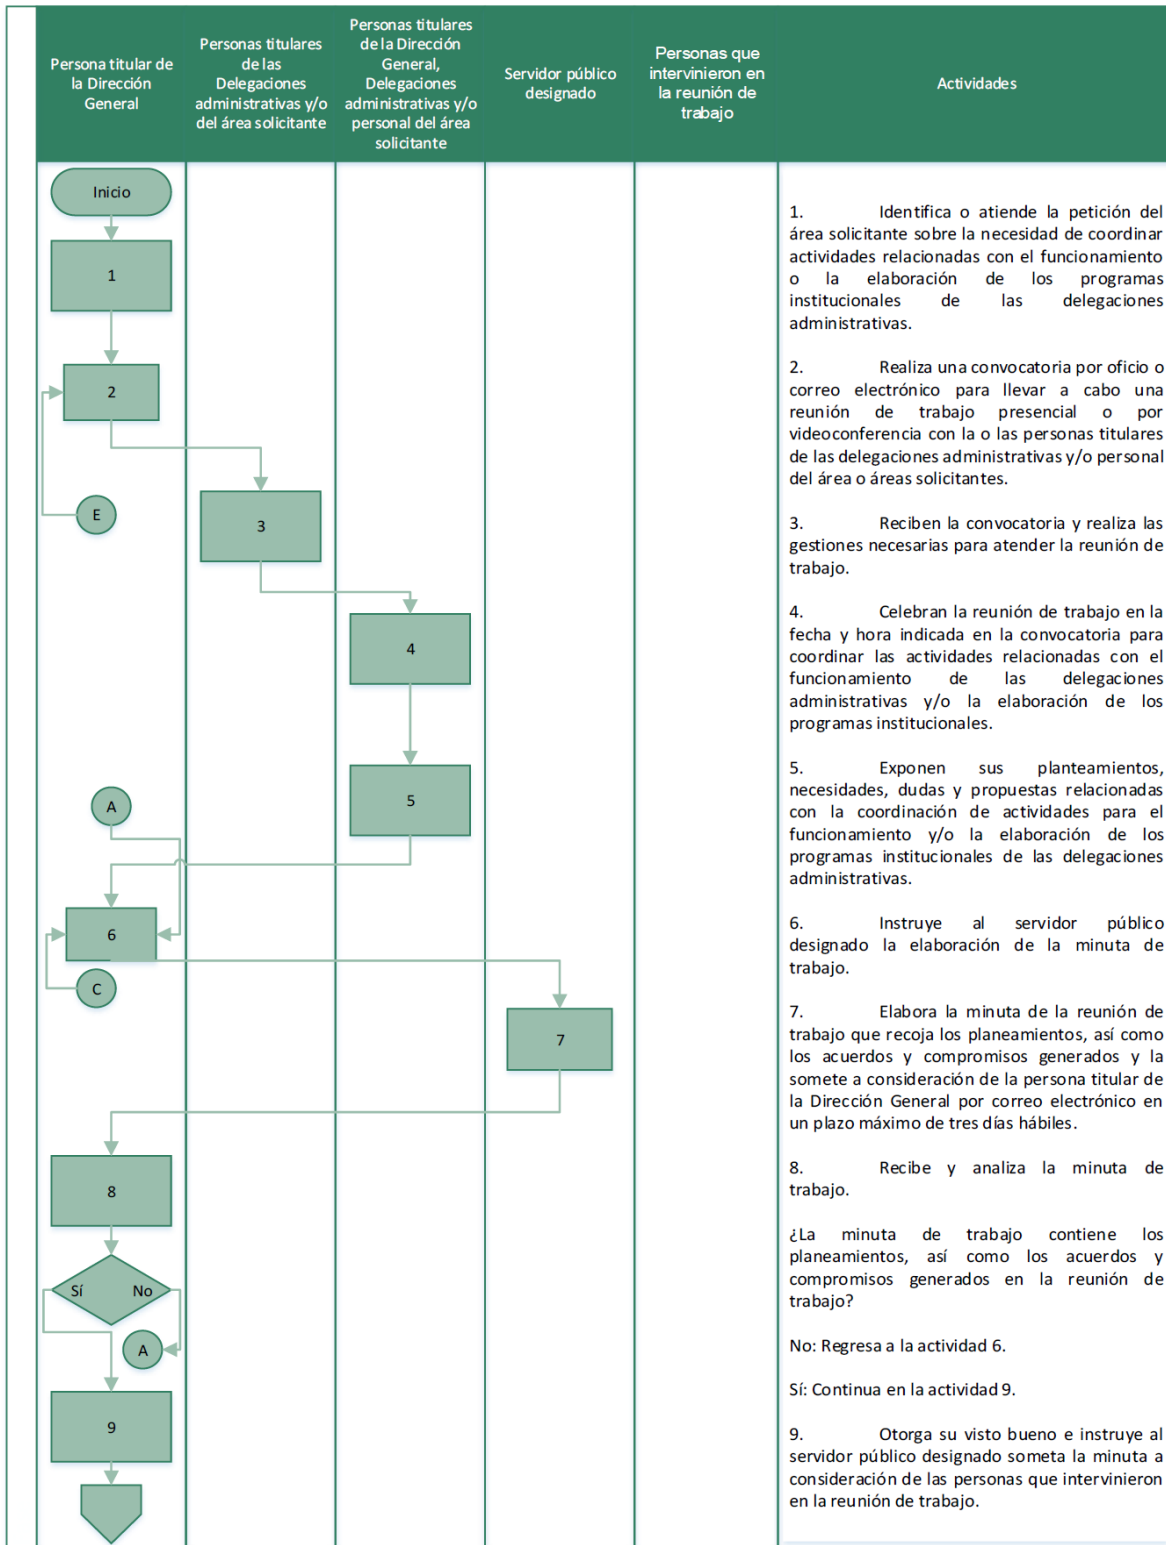 Persona titular de
la Dirección
General
Personas titulares
de las
Delegaciones
administrativas y/o
del área solicitante
Personas titulares
de la Dirección
General,
Delegaciones
administrativas y/o
personal del área
solicitante
Servidor público
designado
Personas que
intervinieron en
la reunión de
trabajo
Actividades
Inicio
1
2
E
3
4
5
A
6
C
7
8
Sí No
A
9
1. Identifica o atiende la petición del
área solicitante sobre la necesidad de coordinar
actividades relacionadas con el funcionamiento
o la elaboración de los programas
institucionales de las delegaciones
administrativas.
2. Realiza una convocatoria por oficio o
correo electrónico para llevar a cabo una
reunión de trabajo presencial o por
videoconferencia con la o las personas titulares
de las delegaciones administrativas y/o personal
del área o áreas solicitantes.
3. Reciben la convocatoria y realiza las
gestiones necesarias para atender la reunión de
trabajo.
4. Celebran la reunión de trabajo en la
fecha y hora indicada en la convocatoria para
coordinar las actividades relacionadas con el
funcionamiento de las delegaciones
administrativas y/o la elaboración de los
programas institucionales.
5. Exponen sus planteamientos,
necesidades, dudas y propuestas relacionadas
con la coordinación de actividades para el
funcionamiento y/o la elaboración de los
programas institucionales de las delegaciones
administrativas.
6. Instruye al servidor público
designado la elaboración de la minuta de
trabajo.
7. Elabora la minuta de la reunión de
trabajo que recoja los planeamientos, así como
los acuerdos y compromisos generados y la
somete a consideración de la persona titular de
la Dirección General por correo electrónico en
un plazo máximo de tres días hábiles.
8. Recibe y analiza la minuta de
trabajo.
¿La minuta de trabajo contiene los
planeamientos, así como los acuerdos y
compromisos generados en la reunión de
trabajo?
No: Regresa a la actividad 6.
Sí: Continua en la actividad 9.
9. Otorga su visto bueno e instruye al
servidor público designado someta la minuta a
consideración de las personas que intervinieron
en la reunión de trabajo.